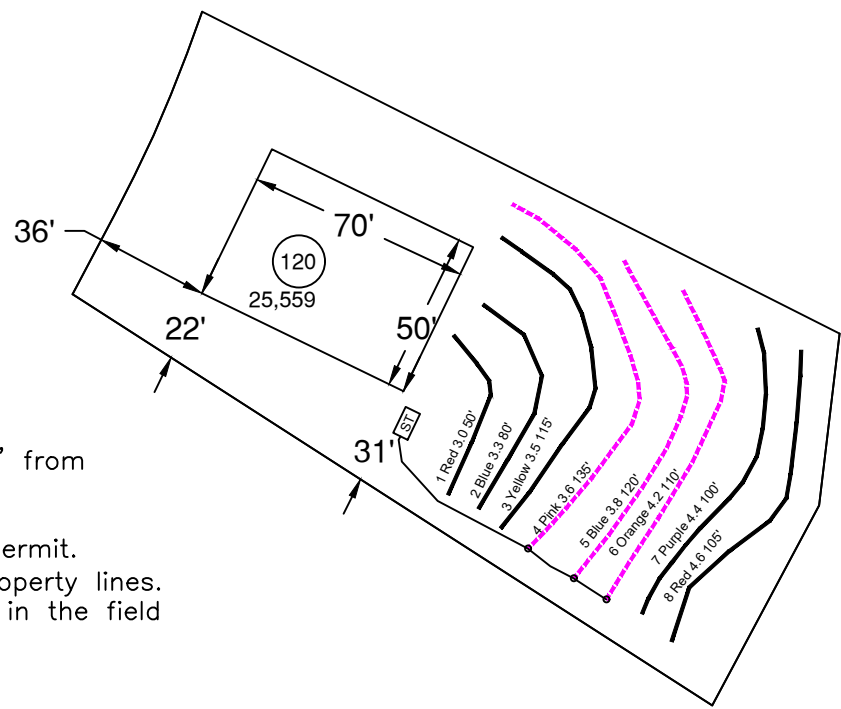 36'
70'
120
25,559
22'
50'
ST
31'
1 Red 3.0 50'
2 Blue 3.3 80'
3 Yellow 3.5 115'
4 Pink 3.6 135'
5 Blue 3.8 120'
6 Orange 4.2 110'
7 Purple 4.4 100'
8 Red 4.6 105'
' from
ermit.
operty lines.
in the field